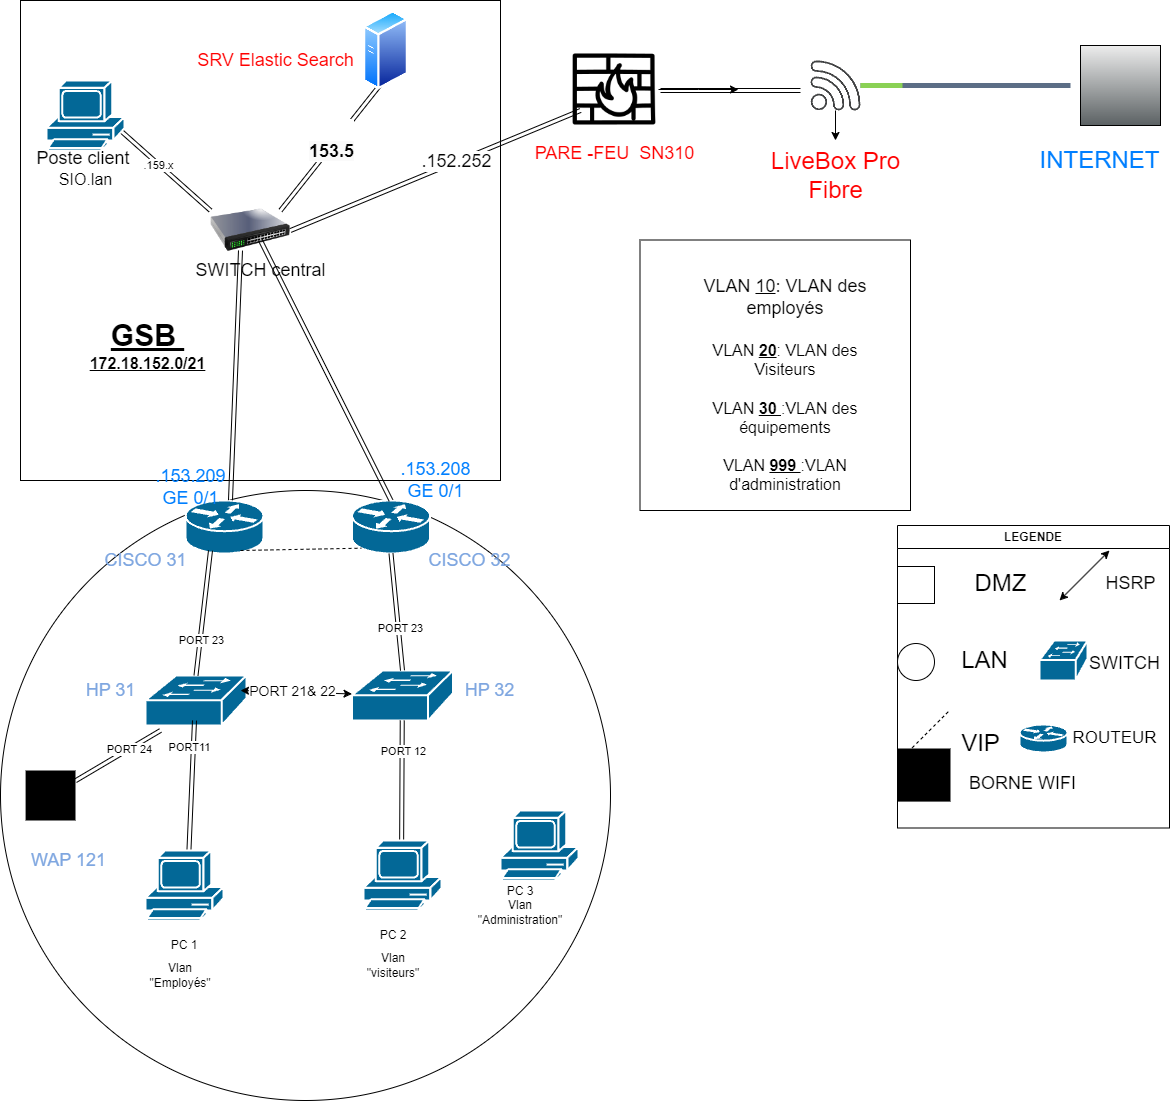 SRV Elastic Search
Poste client
SIO.lan
.159.x
153.5
.152.252
PARE -FEU  SN310
LiveBox Pro
Fibre
INTERNET
SWITCH central
GSB
172.18.152.0/21
VLAN 10: VLAN des
employés
VLAN 20: VLAN des
Visiteurs
VLAN 30 :VLAN des
équipements
VLAN 999 :VLAN
d'administration
.153.209
GE 0/1
.153.208
GE 0/1
CISCO 31
CISCO 32
PORT 23
PORT 23
HP 31
PORT 21& 22
HP 32
PORT 24
PORT11
PORT 12
WAP 121
PC 1
Vlan
"Employés"
PC 2
Vlan
"visiteurs"
PC 3
Vlan
"Administration"
LEGENDE
DMZ
HSRP
LAN
SWITCH
VIP
ROUTEUR
BORNE WIFI